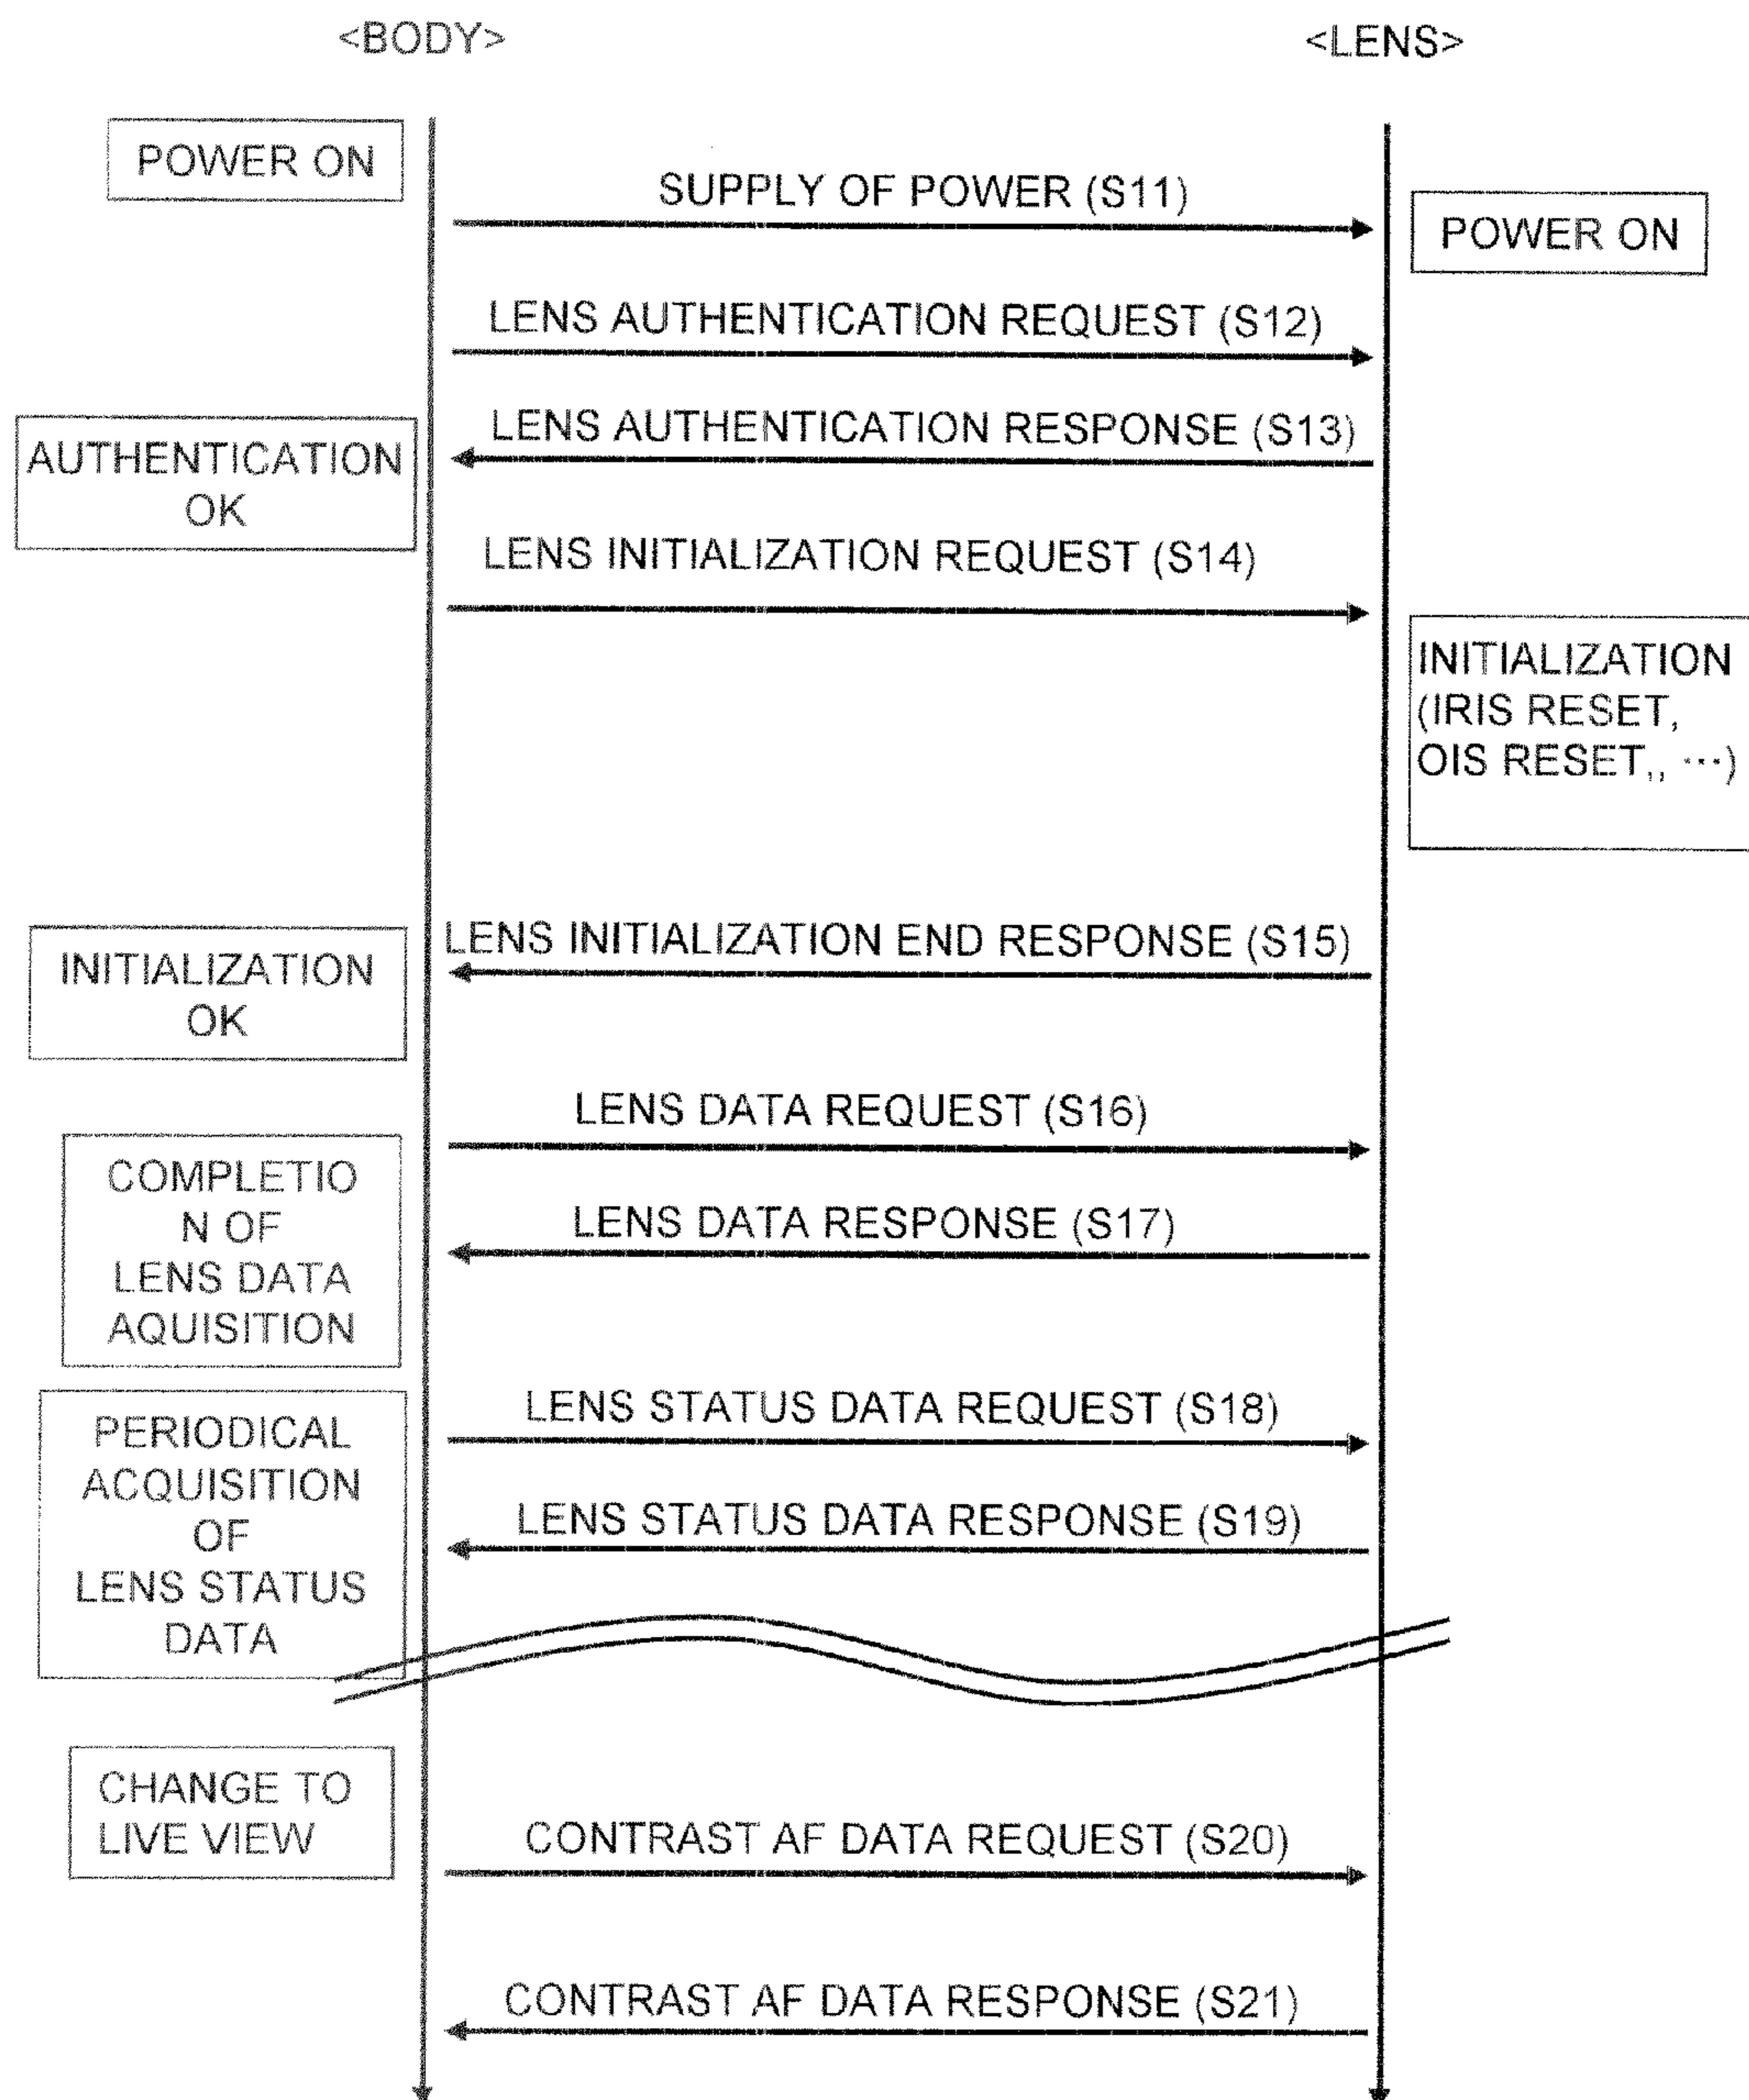 <BODY>
<LENS>
POWER ON
SUPPLY OF POWER (S11)
POWER ON
LENS AUTHENTICATION REQUEST (S12)
LENS AUTHENTICATION RESPONSE (S13)
AUTHENTICATION
OK
LENS INITIALIZATION REQUEST (S14)
INITIALIZATION
(IRIS RESET,
OIS RESET,, ···)
LENS INITIALIZATION END RESPONSE (S15)
INITIALIZATION
OK
LENS DATA REQUEST (S16)
COMPLETIO
N OF
LENS DATA
AQUISITION
LENS DATA RESPONSE (S17)
LENS STATUS DATA REQUEST (S18)
PERIODICAL
ACQUISITION
OF
LENS STATUS
DATA
LENS STATUS DATA RESPONSE (S19)
CHANGE TO
LIVE VIEW
CONTRAST AF DATA REQUEST (S20)
CONTRAST AF DATA RESPONSE (S21)